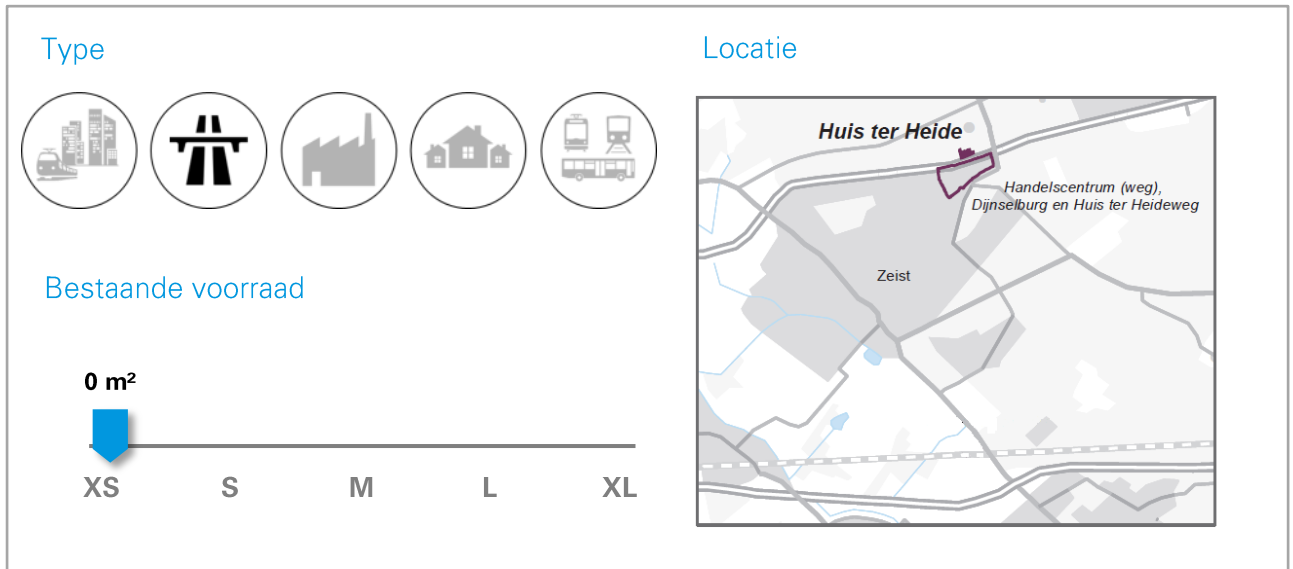 Type
Locatie
Huis ter Heide
Handelscentrum (weg),
Dijnselburg en Huis ter Heideweg
Zeist
Bestaande voorraad
0 m²
XS S M L XL